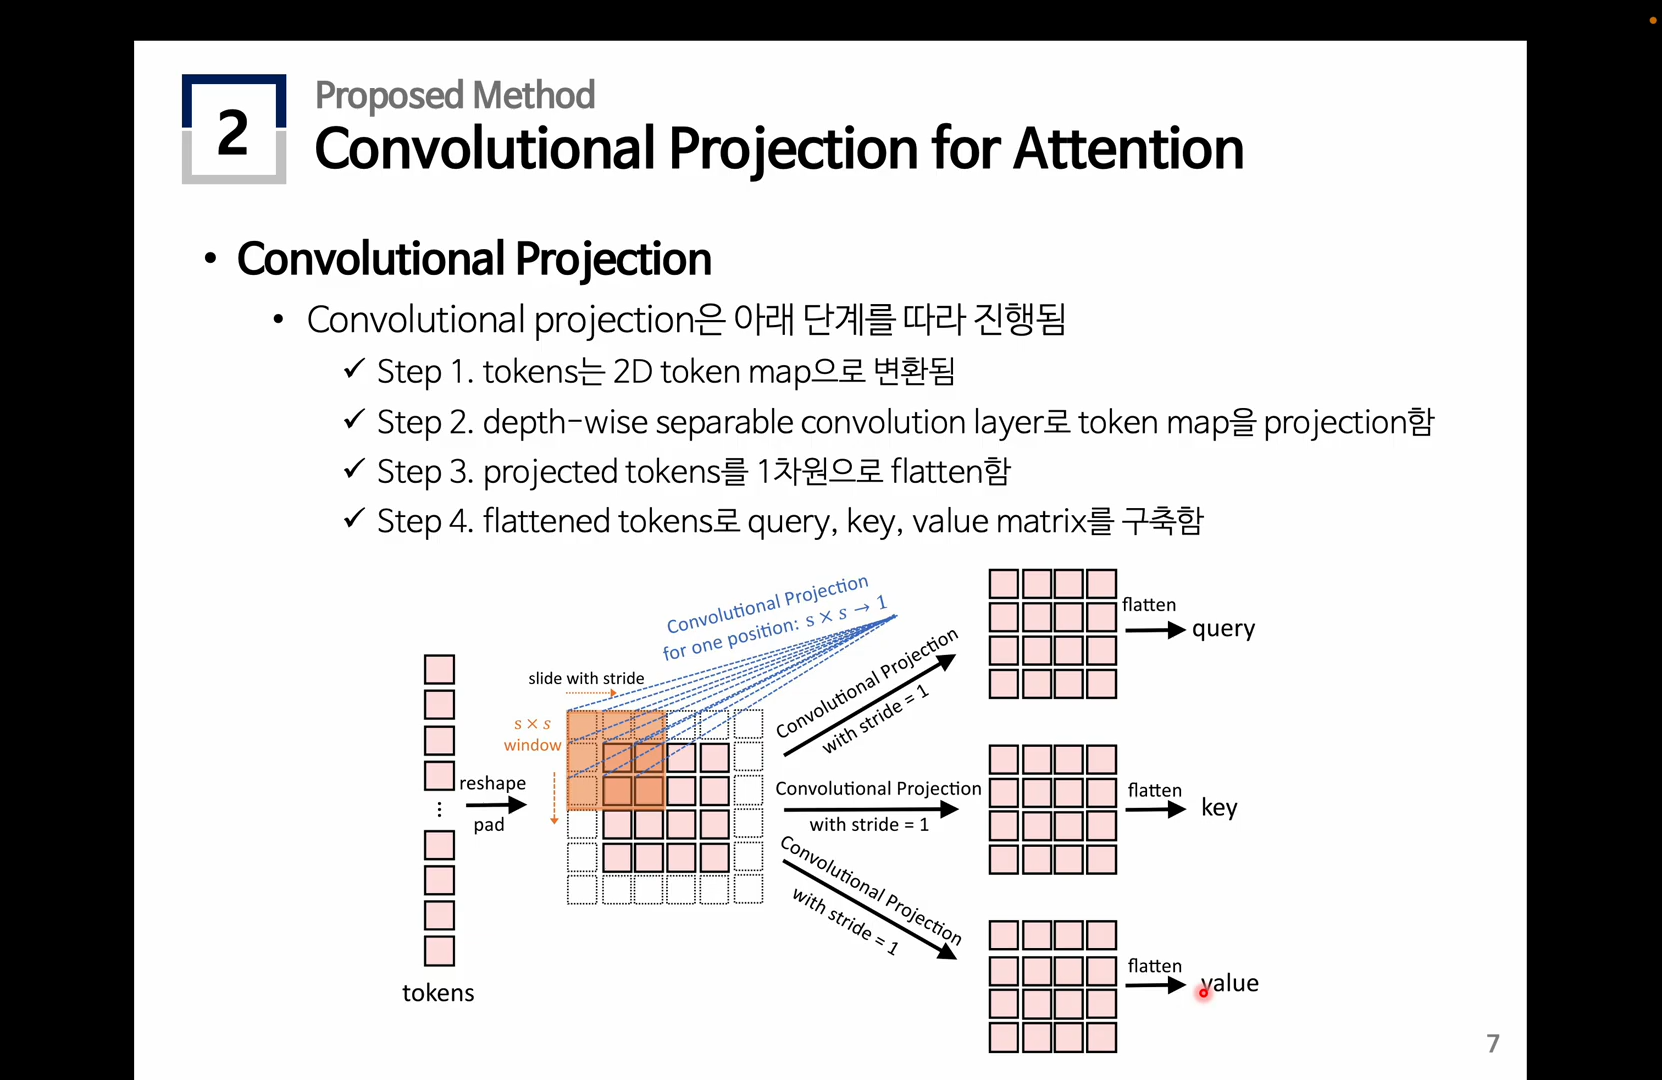 2
Proposed Method
Convolutional Projection for Attention
• Convolutional Projection
• Convolutional projection은 아래 단계를 따라 진행됨
✓ Step 1. tokens는 2D token map으로 변환됨
✓ Step 2. depth-wise separable convolution layer로 token map을 projection함
✓ Step 3. projected tokens를 1차원으로 flatten함
✓ Step 4. flattened tokens로 query, key, value matrix를 구축함
Convolutional Projection
for one position: s × s → 1
slide with stride
s × s
window
reshape
pad
⋮
tokens
Convolutional Projection
with stride = 1
flatten
query
Convolutional Projection
with stride = 1
flatten
key
Convolutional Projection
with stride = 1
flatten
value
7